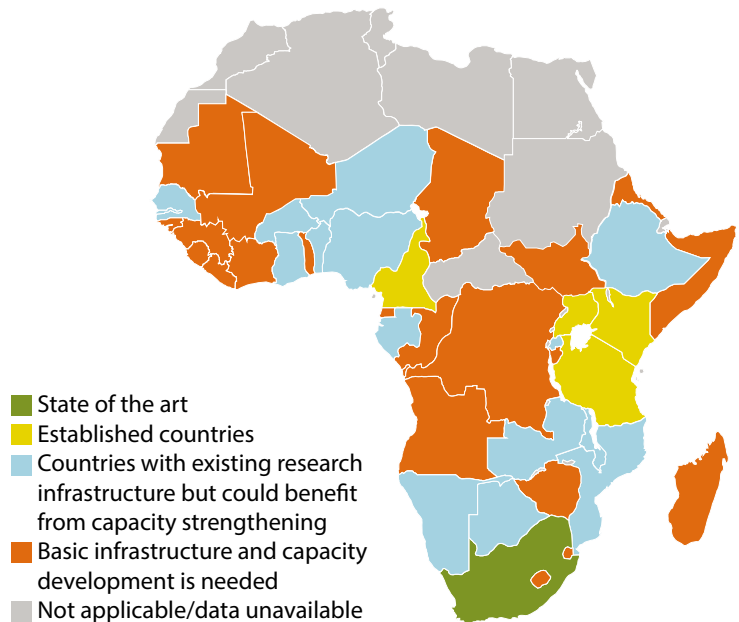 State of the art
Established countries
Countries with existing research
infrastructure but could benefit
from capacity strengthening
Basic infrastructure and capacity
development is needed
Not applicable/data unavailable